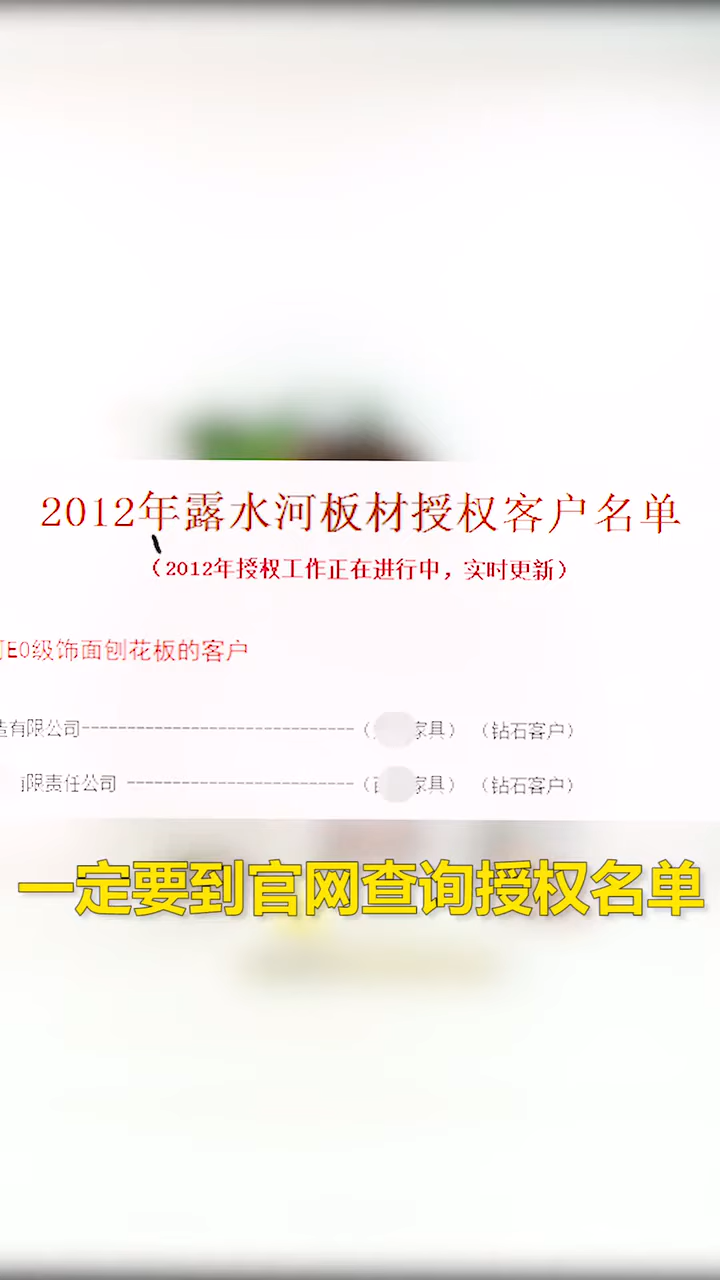 2012年露水河板材授权客户名单
（2012年授权工作正在进行中，实时更新）
E0级饰面刨花板的客户
造有限公司------------------------------（ 家具）（钻石客户）
限责任公司 -------------------------（ 家具）（钻石客户）
一定要到官网查询授权名单